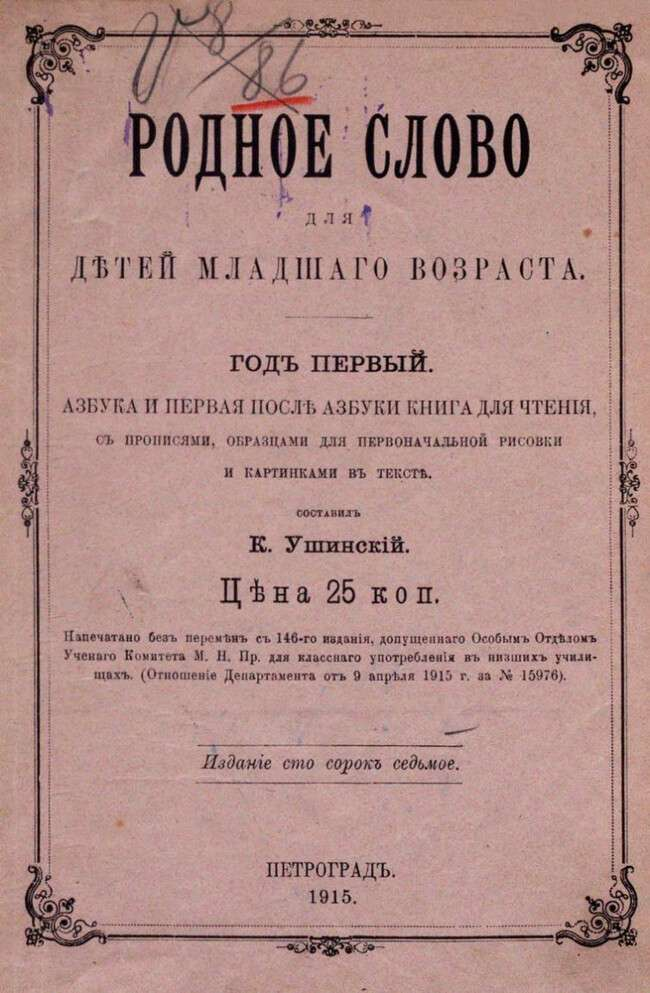 8/86
РОДНОЕ СЛОВО
ДЛЯ
ДѢТЕЙ МЛАДШАГО ВОЗРАСТА.
ГОДЪ ПЕРВЫЙ.
АЗБУКА И ПЕРВАЯ ПОСЛѢ АЗБУКИ КНИГА ДЛЯ ЧТЕНІЯ,
СЪ ПРОПИСЯМИ, ОБРАЗЦАМИ ДЛЯ ПЕРВОНАЧАЛЬНОЙ РИСОВКИ
И КАРТИНКАМИ ВЪ ТЕКСТѢ.
СОСТАВИЛЪ
К. Ушинскій.
Цѣна 25 коп.
Напечатано безъ перемѣнъ съ 146-го изданія, допущеннаго Особымъ Отдѣломъ
Ученаго Комитета М. Н. Пр. для класснаго употребленія въ низшихъ учили-
щахъ. (Отношеніе Департамента отъ 9 апрѣля 1915 г. за № 15976).
Изданіе сто сорокъ седьмое.
ПЕТРОГРАДЪ.
1915.